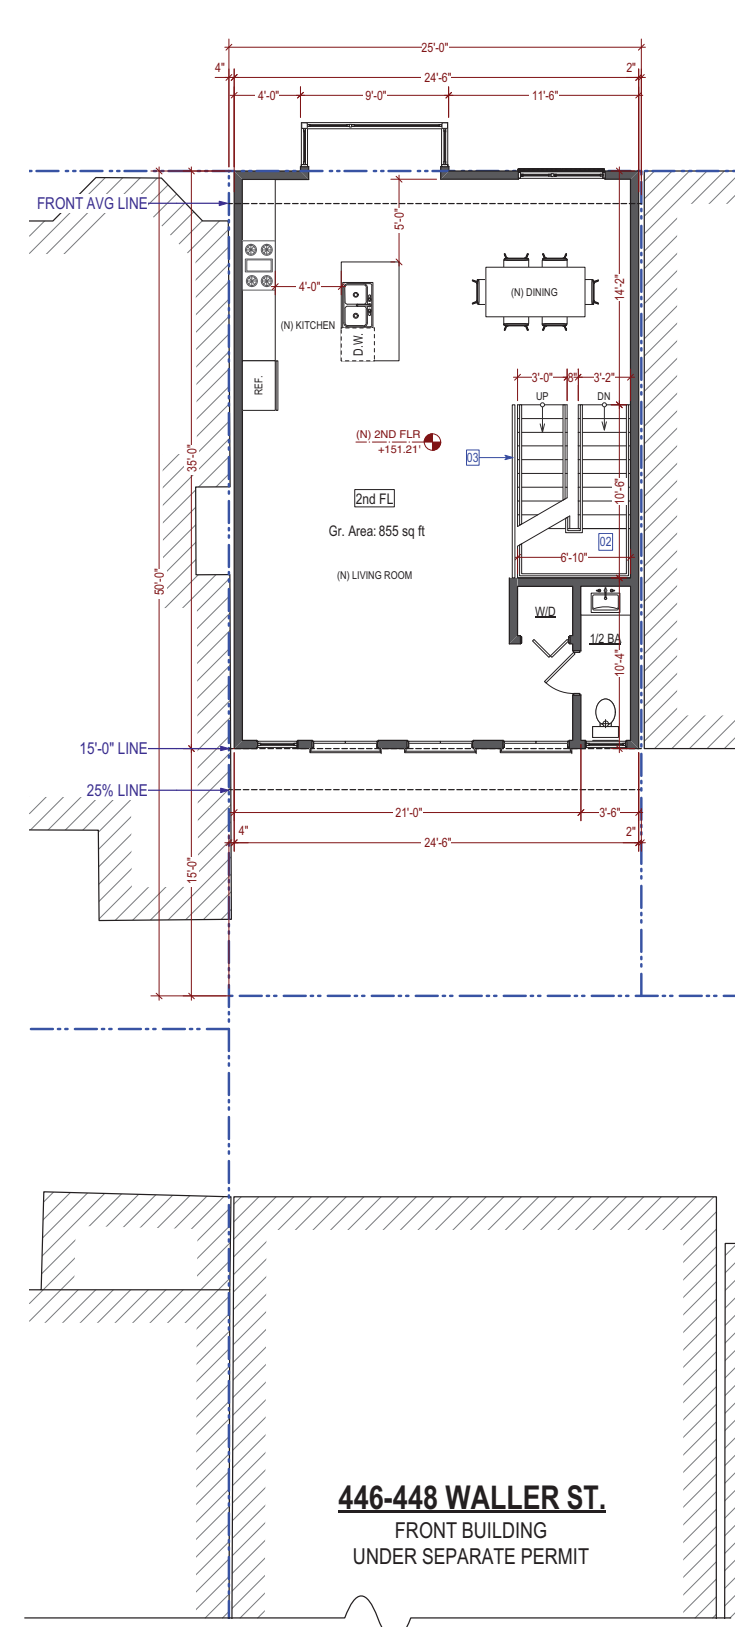 25'-0"
4"
24'-6"
2"
4'-0"
9'-0"
11'-6"
FRONT AVG LINE
5'-0"
14'-2"
4'-0"
(N) DINING
(N) KITCHEN
D.W.
REF.
3'-0"
8"
3'-2"
UP
DN
(N) 2ND FLR
+151.21'
03
35'-0"
10'-6"
2nd FL
Gr. Area: 855 sq ft
02
6'-10"
(N) LIVING ROOM
50'-0"
W/D
1/2 BA
10'-4"
15'-0" LINE
25% LINE
21'-0"
3'-6"
4"
24'-6"
2"
15'-0"
446-448 WALLER ST.
FRONT BUILDING
UNDER SEPARATE PERMIT